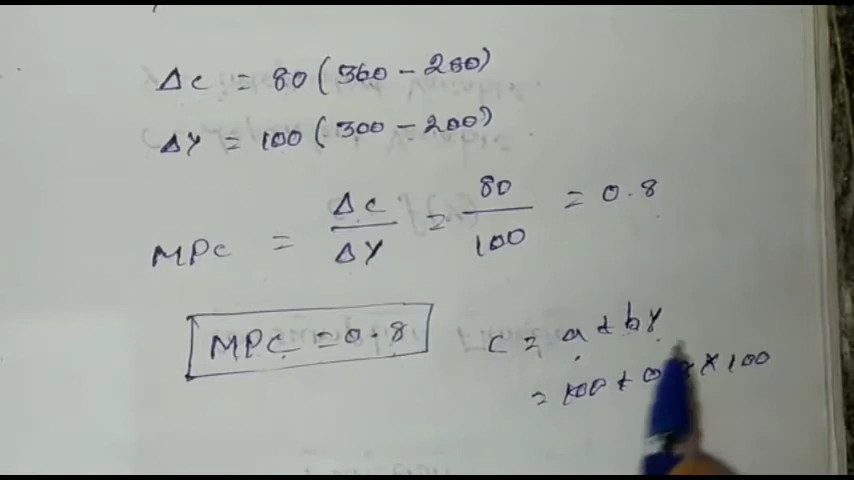 ΔC = 80 (360 - 280)
ΔY = 100 (300 - 200)
MPC = ΔC / ΔY = 80 / 100 = 0.8
MPC = 0.8
C = a + bY
= 100 + 0.8 × 100